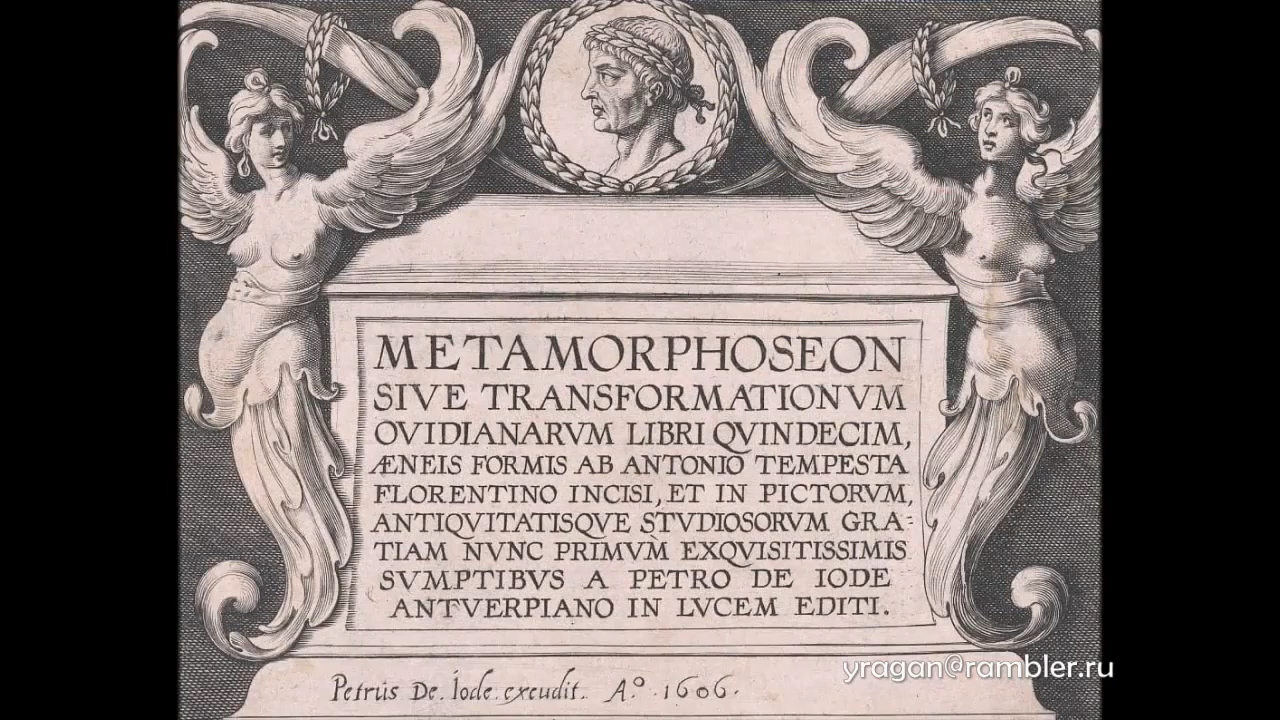 METAMORPHOSEON
SIVE TRANSFORMATIONVM
OVIDIANARVM LIBRI QVINDECIM,
ÆNEIS FORMIS AB ANTONIO TEMPESTA
FLORENTINO INCISI, ET IN PICTORVM,
ANTIQVITATISQVE STVDIOSORVM GRA=
TIAM NVNC PRIMVM EXQVISITISSIMIS
SVMPTIBVS A PETRO DE IODE
ANTVERPIANO IN LVCEM EDITI.
Petrus De. Iode. excudit. A.º 1606.
yragan@rambler.ru